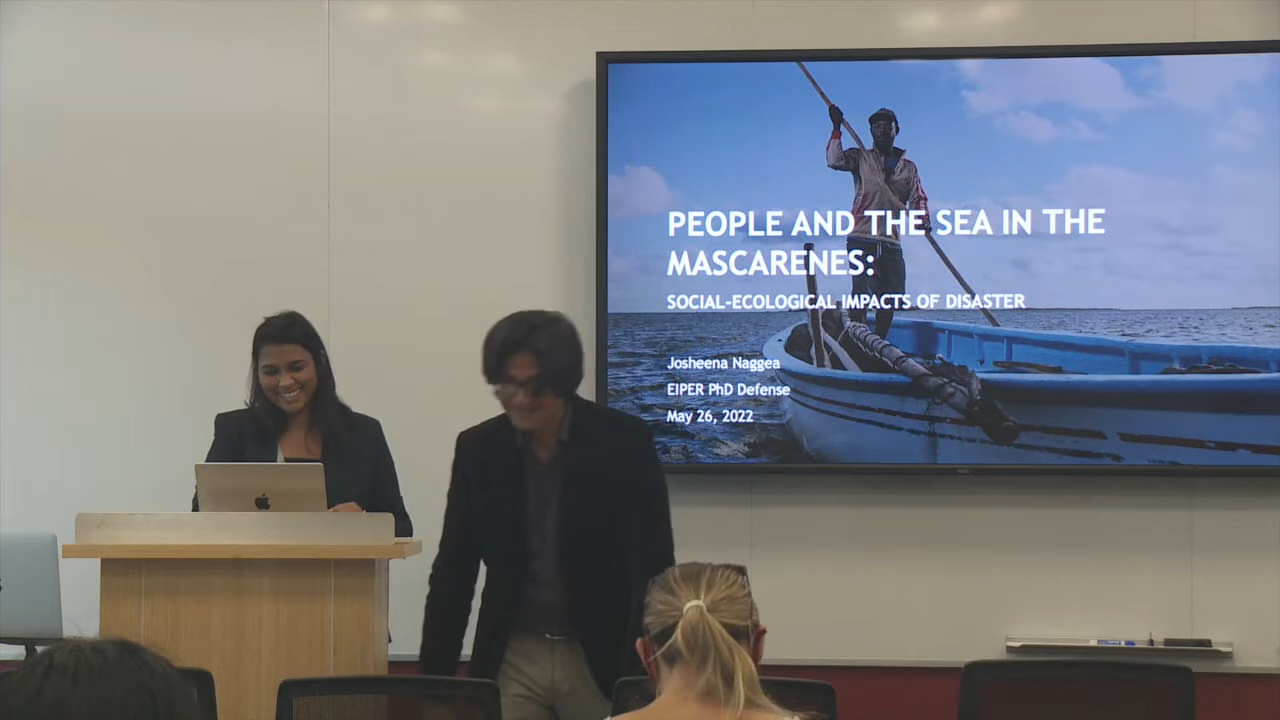 PEOPLE AND THE SEA IN THE
MASCARENES:
SOCIAL-ECOLOGICAL IMPACTS OF DISASTER
Josheena Naggea
EIPER PhD Defense
May 26, 2022